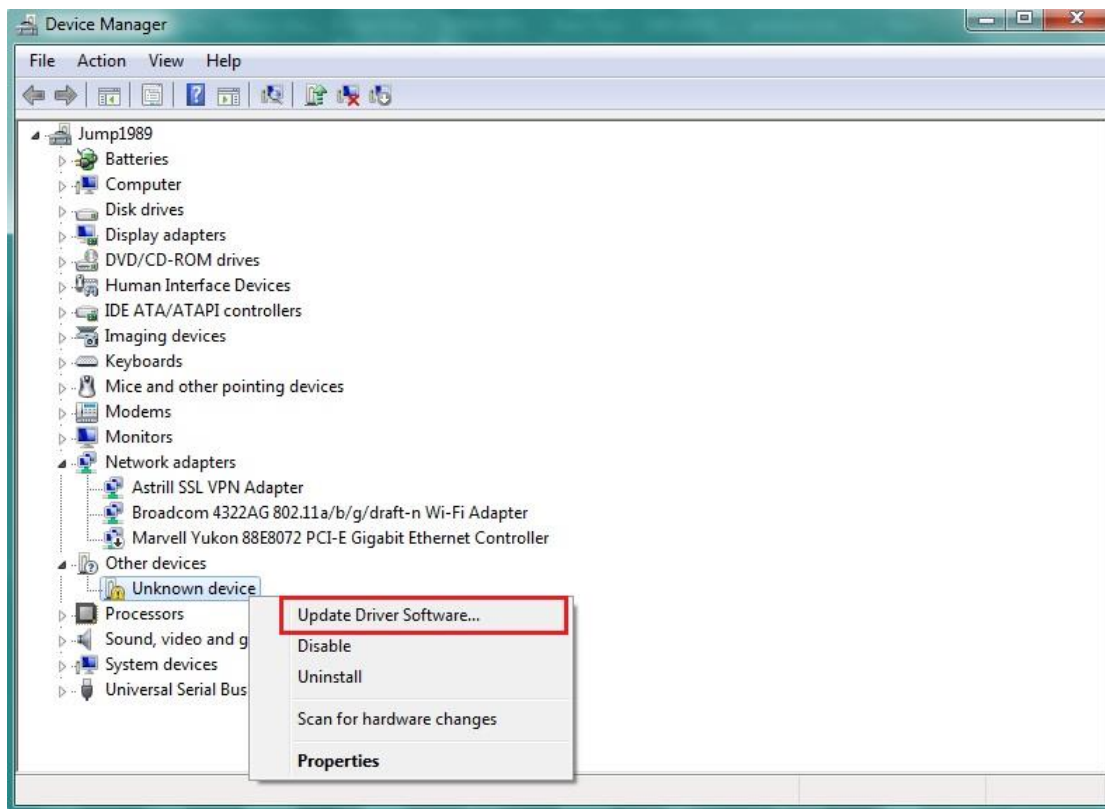 Device Manager
File Action View Help
Jump1989
Batteries
Computer
Disk drives
Display adapters
DVD/CD-ROM drives
Human Interface Devices
IDE ATA/ATAPI controllers
Imaging devices
Keyboards
Mice and other pointing devices
Modems
Monitors
Network adapters
Astrill SSL VPN Adapter
Broadcom 4322AG 802.11a/b/g/draft-n Wi-Fi Adapter
Marvell Yukon 88E8072 PCI-E Gigabit Ethernet Controller
Other devices
Unknown device
Processors
Sound, video and g
System devices
Universal Serial Bus
Update Driver Software...
Disable
Uninstall
Scan for hardware changes
Properties